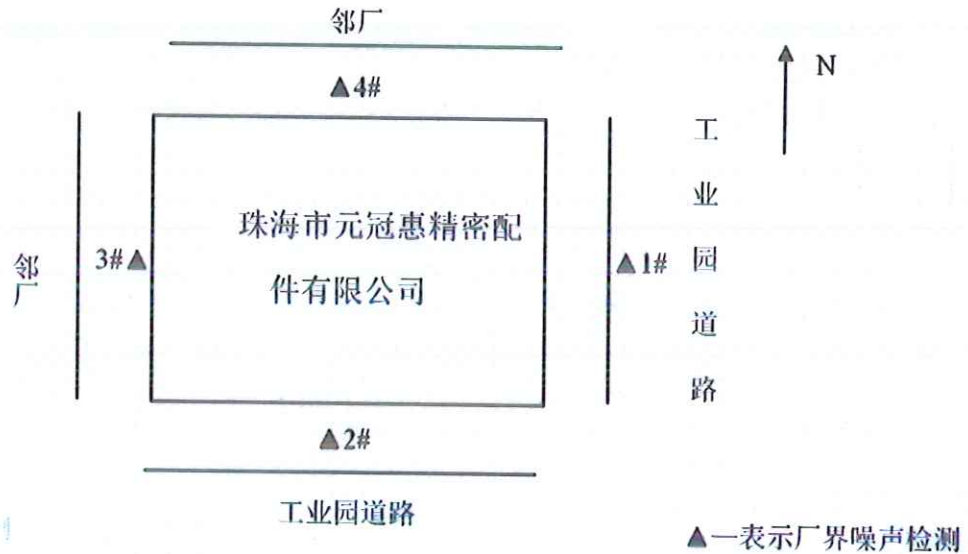 邻厂
▲4#
N
工业园道路
珠海市元冠惠精密配
件有限公司
邻厂
3#▲
▲1#
▲2#
工业园道路
▲一表示厂界噪声检测